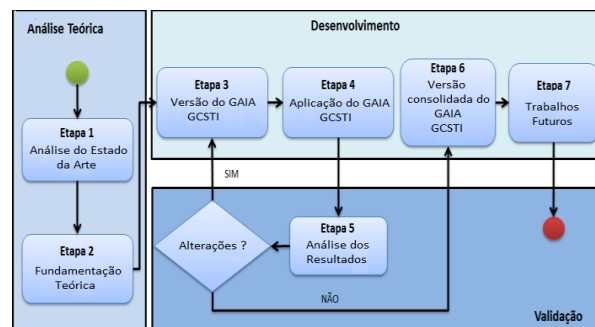 Análise Teórica
Etapa 1
Análise do Estado
da Arte
Etapa 2
Fundamentação
Teórica
Desenvolvimento
Etapa 3
Versão do GAIA
GCSTI
Etapa 4
Aplicação do GAIA
GCSTI
Etapa 6
Versão
consolidada do
GAIA
GCSTI
Etapa 7
Trabalhos
Futuros
SIM
Alterações ?
Etapa 5
Análise dos
Resultados
NÃO
Validação